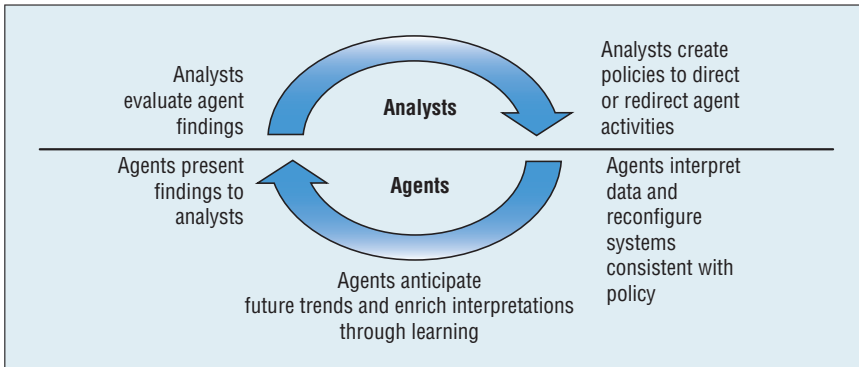 Analysts
evaluate agent
findings
Analysts
Analysts create
policies to direct
or redirect agent
activities
Agents present
findings to
analysts
Agents
Agents interpret
data and
reconfigure
systems
consistent with
policy
Agents anticipate
future trends and enrich interpretations
through learning